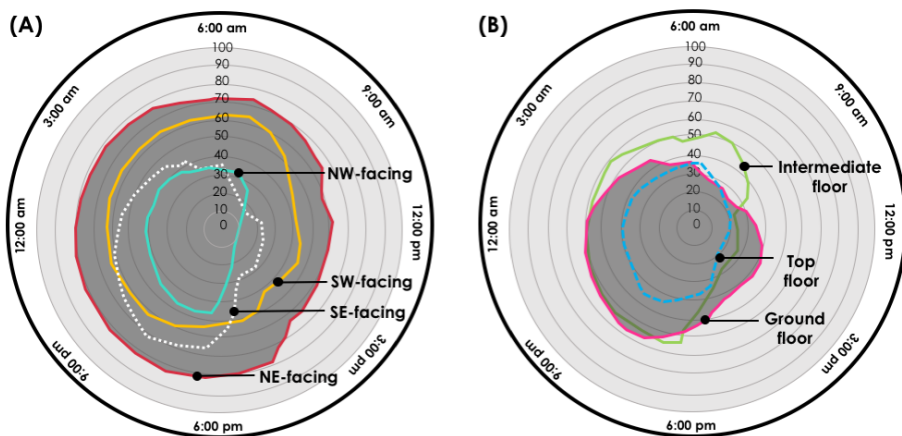 (A)
6:00 am
9:00 am
12:00 pm
3:00 pm
6:00 pm
9:00 pm
12:00 am
3:00 am
100
90
80
70
60
50
40
30
20
10
0
NW-facing
SW-facing
SE-facing
NE-facing
(B)
6:00 am
9:00 am
12:00 pm
3:00 pm
6:00 pm
9:00 pm
12:00 am
3:00 am
100
90
80
70
60
50
40
30
20
10
0
Intermediate
floor
Top
floor
Ground
floor